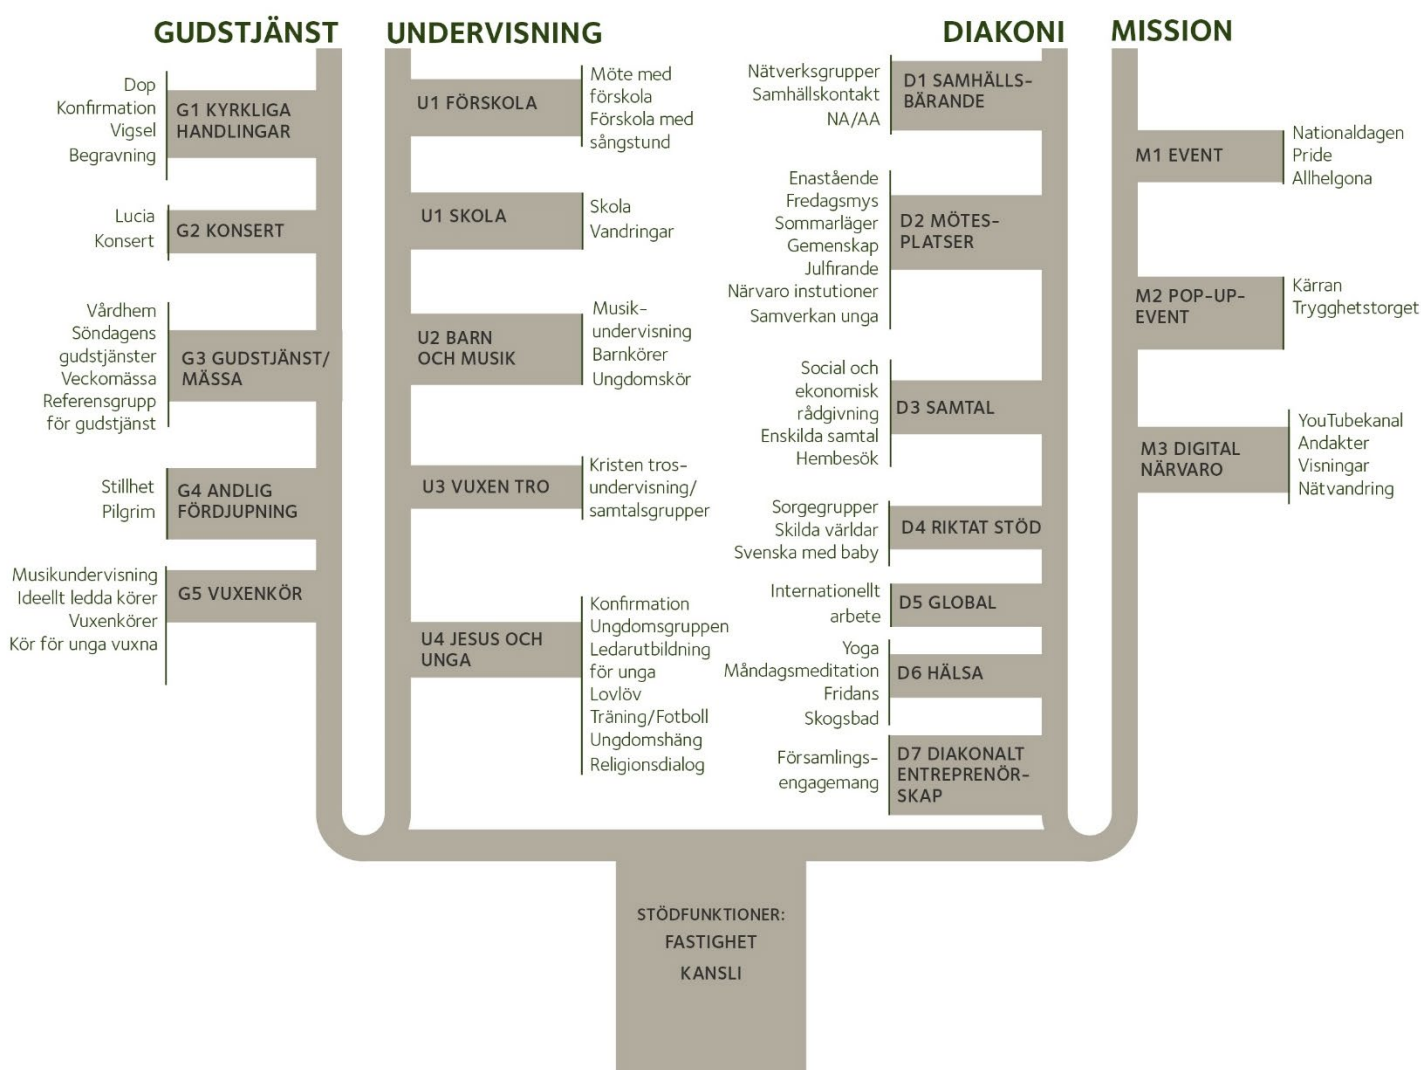 GUDSTJÄNST
Dop
Konfirmation
Vigsel
Begravning
G1 KYRKLIGA
HANDLINGAR
Lucia
Konsert
G2 KONSERT
Vårdhem
Söndagens
gudstjänster
Veckomässa
Referensgrupp
för gudstjänst
G3 GUDSTJÄNST/
MÄSSA
Stillhet
Pilgrim
G4 ANDLIG
FÖRDJUPNING
Musikundervisning
Ideellt ledda körer
Vuxenkörer
Kör för unga vuxna
G5 VUXENKÖR
UNDERVISNING
U1 FÖRSKOLA
Möte med
förskola
Förskola med
sångstund
U1 SKOLA
Skola
Vandringar
U2 BARN
OCH MUSIK
Musik-
undervisning
Barnkörer
Ungdomskör
U3 VUXEN TRO
Kristen tros-
undervisning/
samtalsgrupper
U4 JESUS OCH
UNGA
Konfirmation
Ungdomsgruppen
Ledarutbildning
för unga
Lovlöv
Träning/Fotboll
Ungdomshäng
Religionsdialog
DIAKONI
Nätverksgrupper
Samhällskontakt
NA/AA
D1 SAMHÄLLS-
BÄRANDE
Enastående
Fredagsmys
Sommarläger
Gemenskap
Julfirande
Närvaro instutioner
Samverkan unga
D2 MÖTES-
PLATSER
Social och
ekonomisk
rådgivning
Enskilda samtal
Hembesök
D3 SAMTAL
Sorgegrupper
Skilda världar
Svenska med baby
D4 RIKTAT STÖD
Internationellt
arbete
D5 GLOBAL
Yoga
Måndagsmeditation
Fridans
Skogsbad
D6 HÄLSA
Församlings-
engagemang
D7 DIAKONALT
ENTREPRENÖR-
SKAP
MISSION
M1 EVENT
Nationaldagen
Pride
Allhelgona
M2 POP-UP-
EVENT
Kärran
Trygghetstorget
M3 DIGITAL
NÄRVARO
YouTubekanal
Andakter
Visningar
Nätvandring
STÖDFUNKTIONER:
FASTIGHET
KANSLI